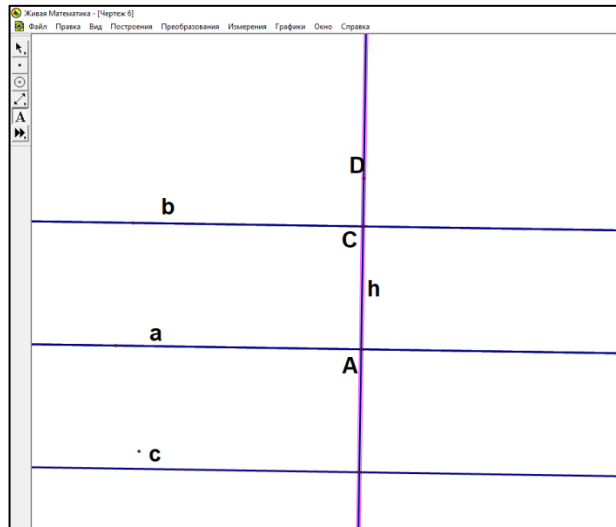 Живая Математика - [Чертеж 6]
Файл Правка Вид Построения Преобразования Измерения Графики Окно Справка
A
D
b
C
h
a
A
c